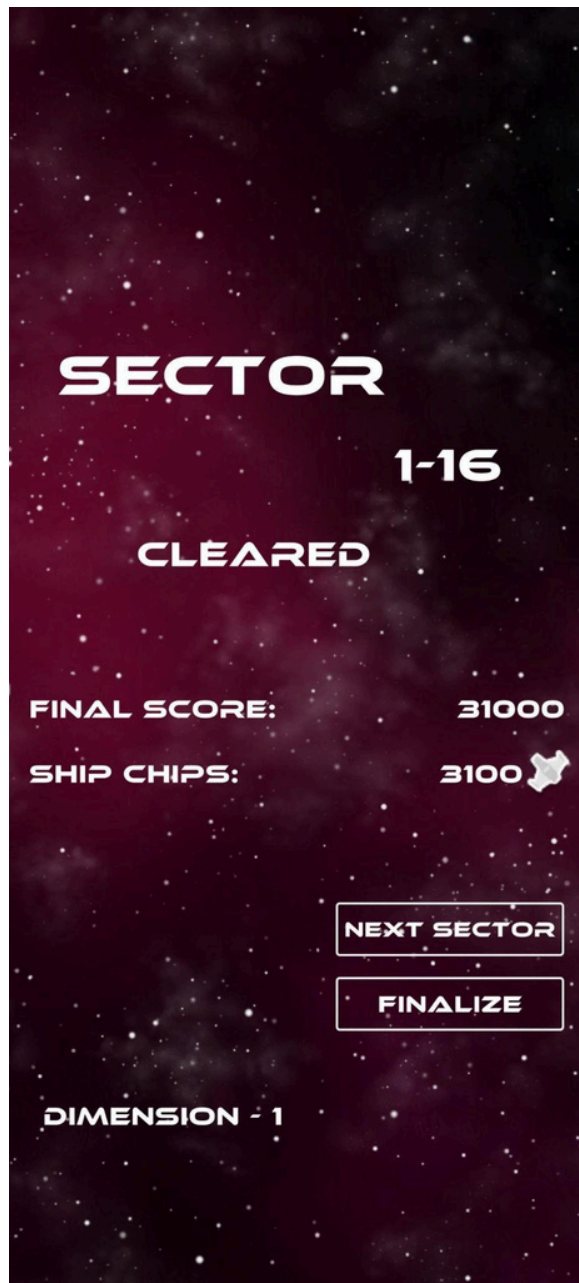 SECTOR
1-16
CLEARED
FINAL SCORE: 31000
SHIP CHIPS: 3100
NEXT SECTOR
FINALIZE
DIMENSION - 1